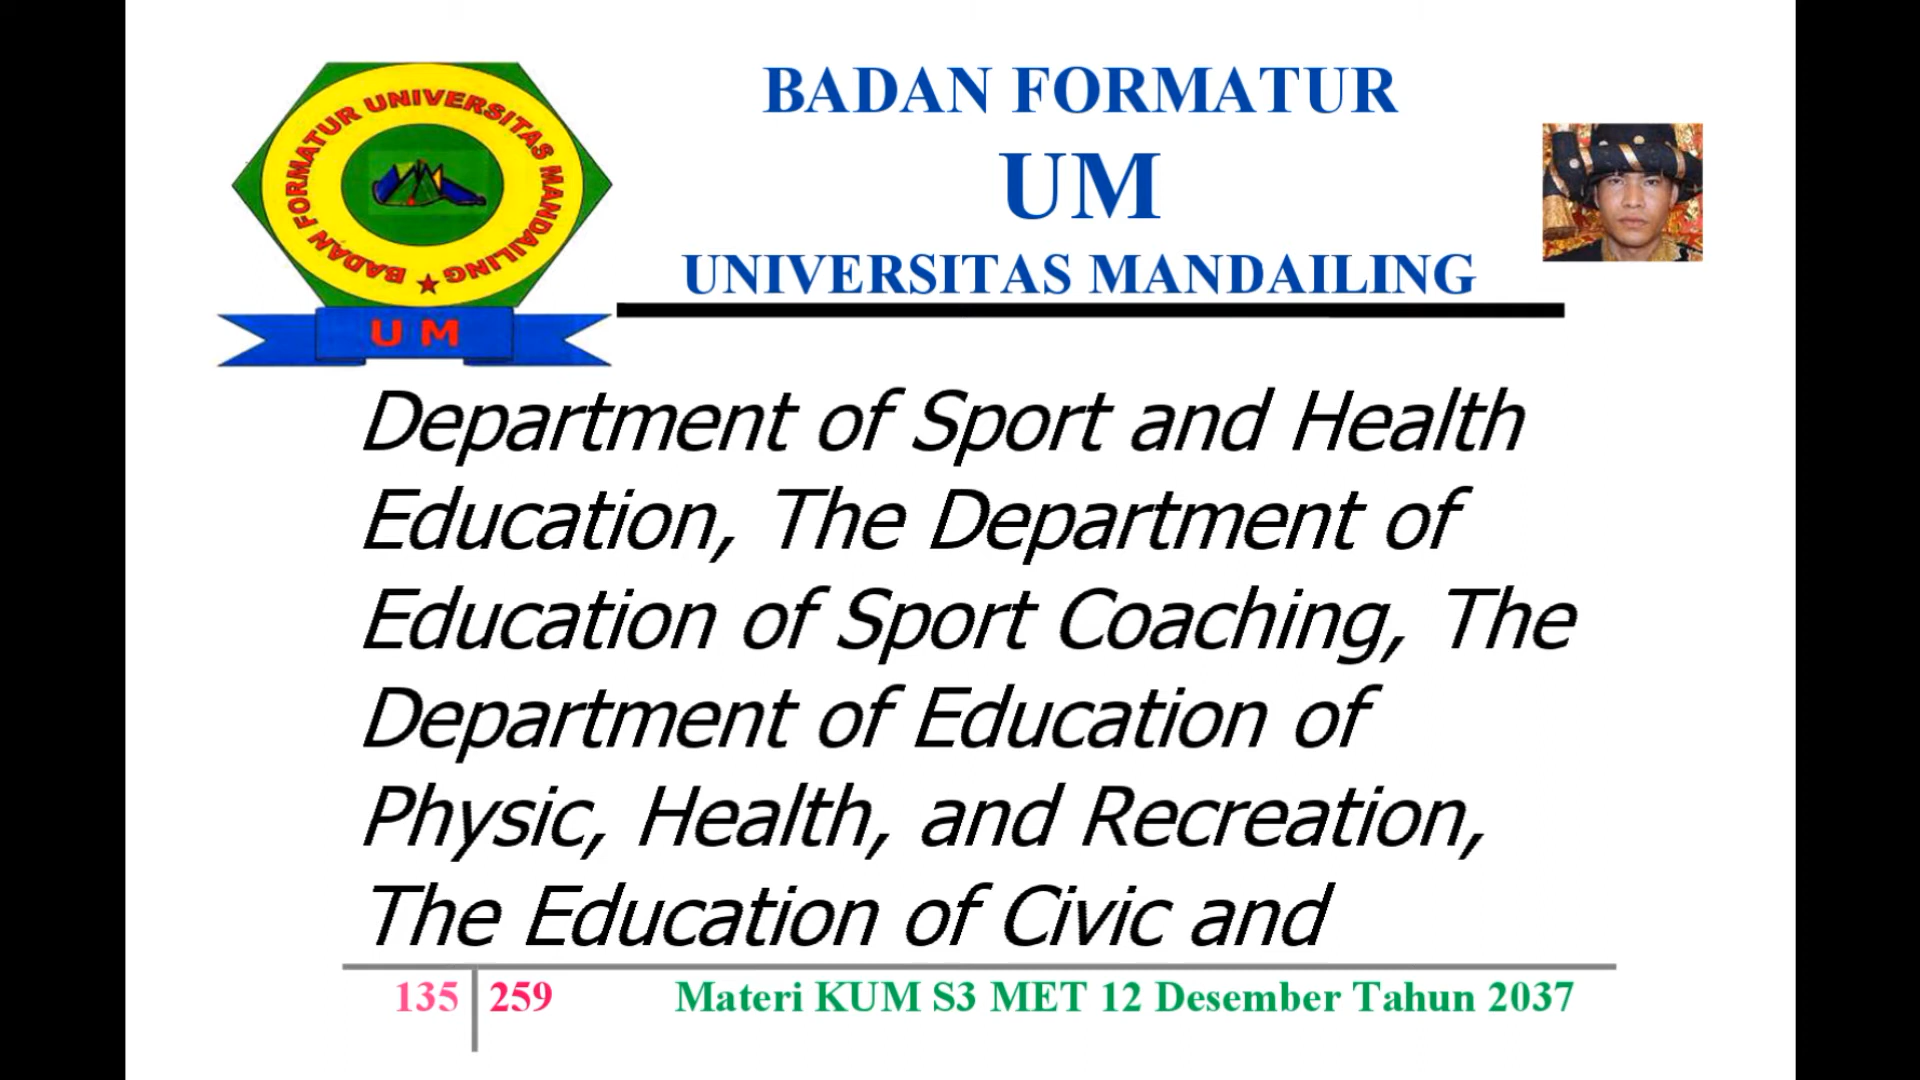 BADAN FORMATUR UNIVERSITAS MANDAILING
U M
BADAN FORMATUR
UM
UNIVERSITAS MANDAILING
Department of Sport and Health
Education, The Department of
Education of Sport Coaching, The
Department of Education of
Physic, Health, and Recreation,
The Education of Civic and
135 259 Materi KUM S3 MET 12 Desember Tahun 2037